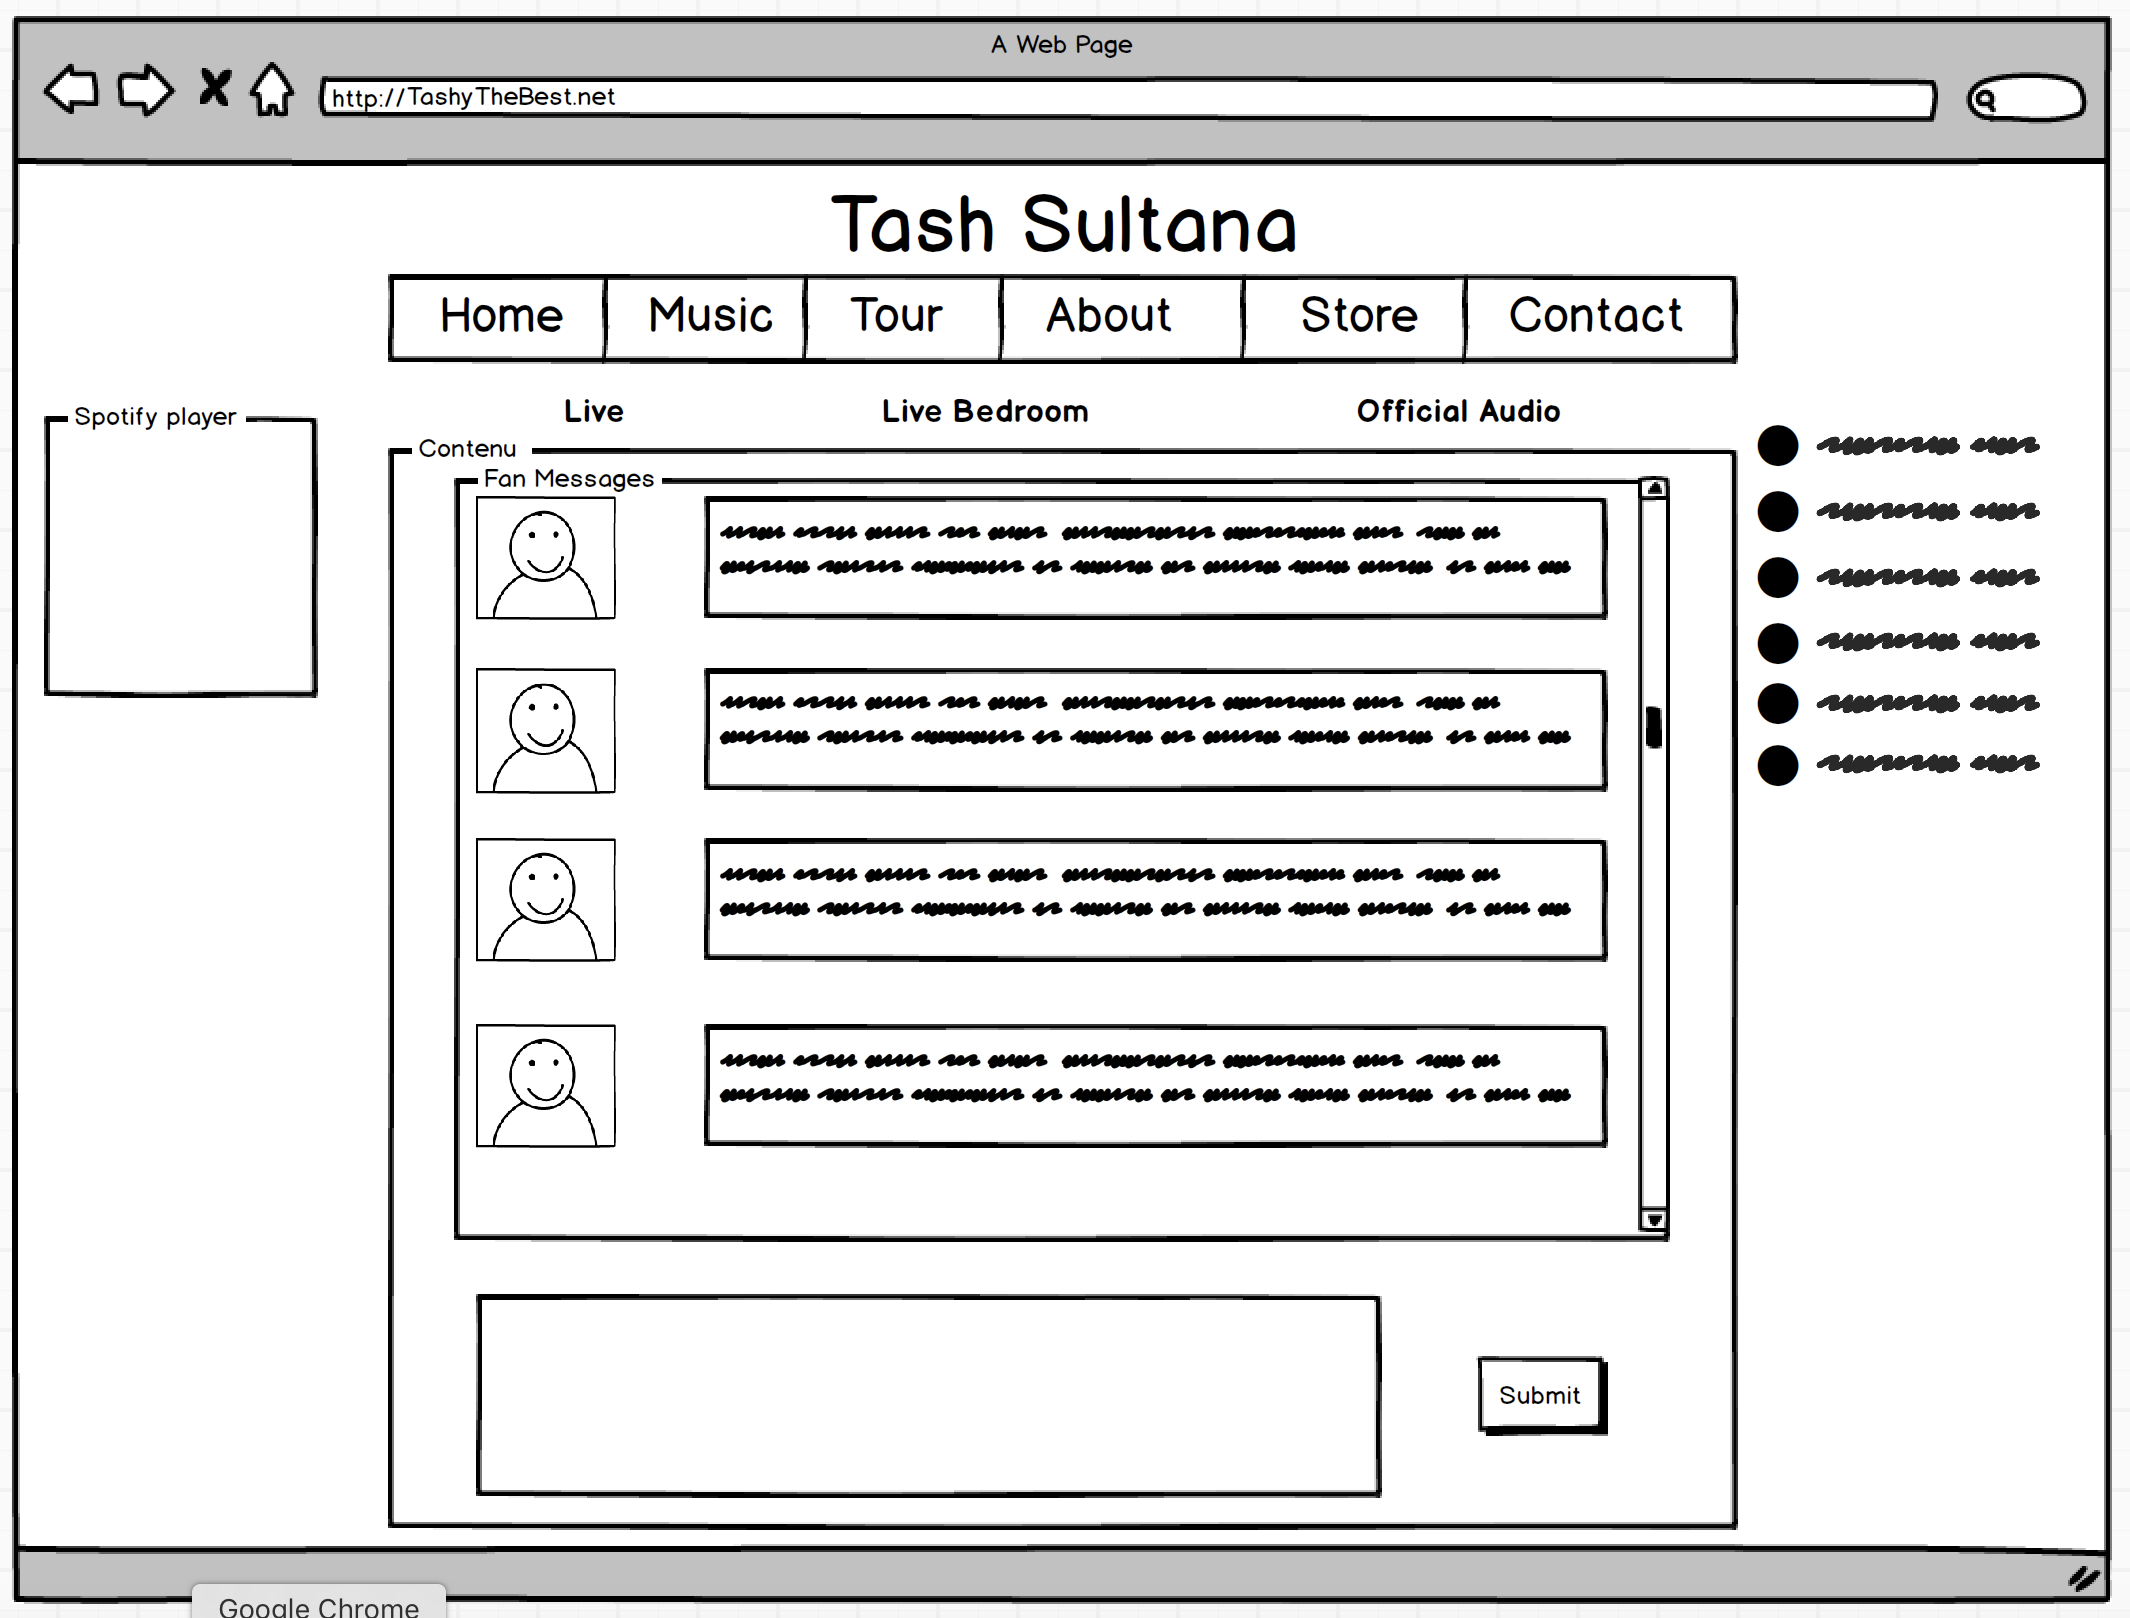 A Web Page
http://TashyTheBest.net
Tash Sultana
Home Music Tour About Store Contact
Live Live Bedroom Official Audio
Spotify player
Contenu
Fan Messages
Submit
Google Chrome